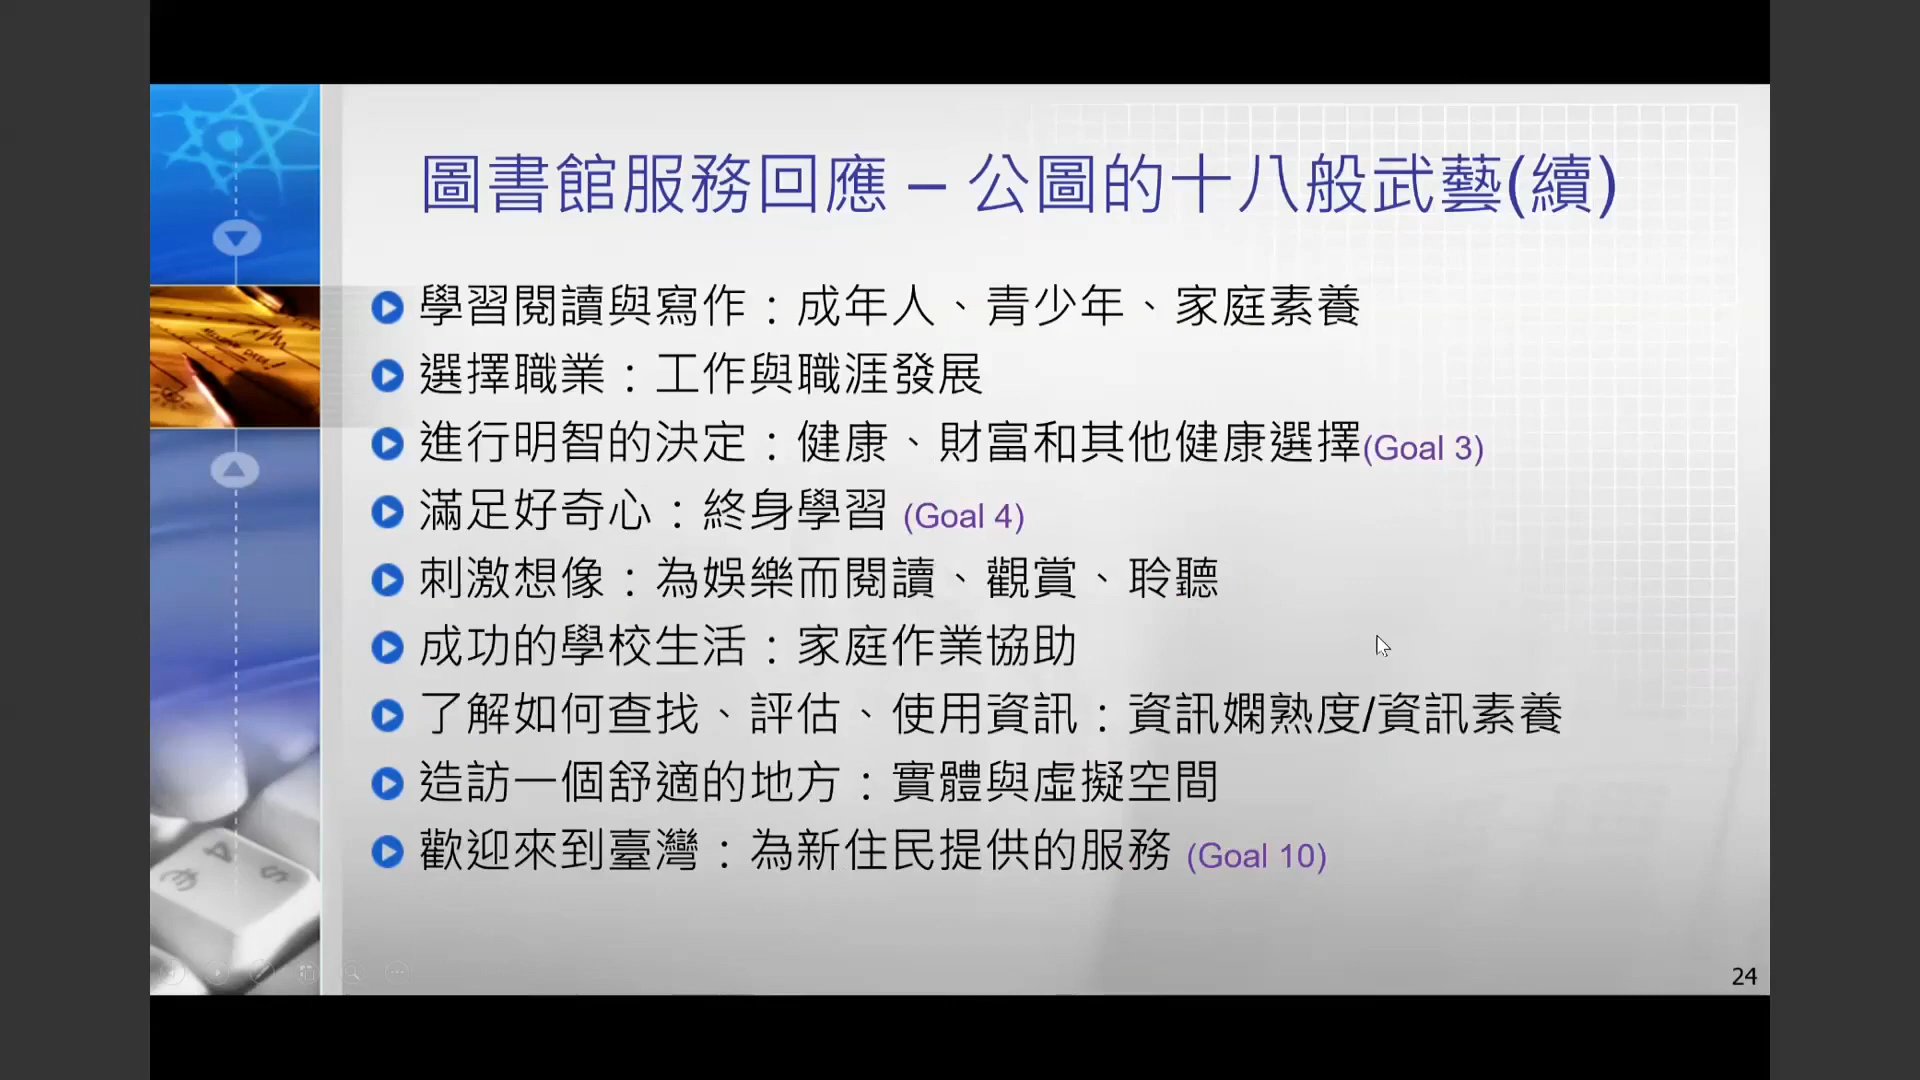 圖書館服務回應 – 公圖的十八般武藝(續)
學習閱讀與寫作：成年人、青少年、家庭素養
選擇職業：工作與職涯發展
進行明智的決定：健康、財富和其他健康選擇(Goal 3)
滿足好奇心：終身學習 (Goal 4)
刺激想像：為娛樂而閱讀、觀賞、聆聽
成功的學校生活：家庭作業協助
了解如何查找、評估、使用資訊：資訊嫻熟度/資訊素養
造訪一個舒適的地方：實體與虛擬空間
歡迎來到臺灣：為新住民提供的服務 (Goal 10)
24